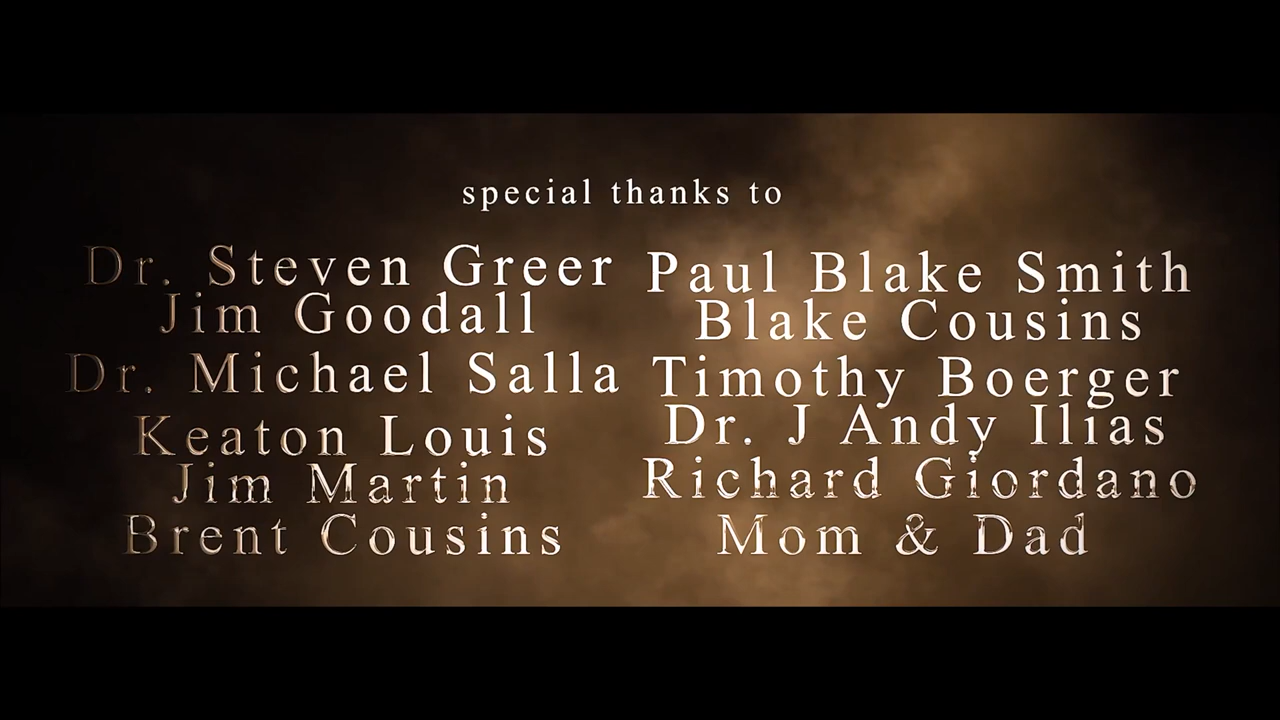 special thanks to
Dr. Steven Greer
Jim Goodall
Dr. Michael Salla
Keaton Louis
Jim Martin
Brent Cousins
Paul Blake Smith
Blake Cousins
Timothy Boerger
Dr. J Andy Ilias
Richard Giordano
Mom & Dad